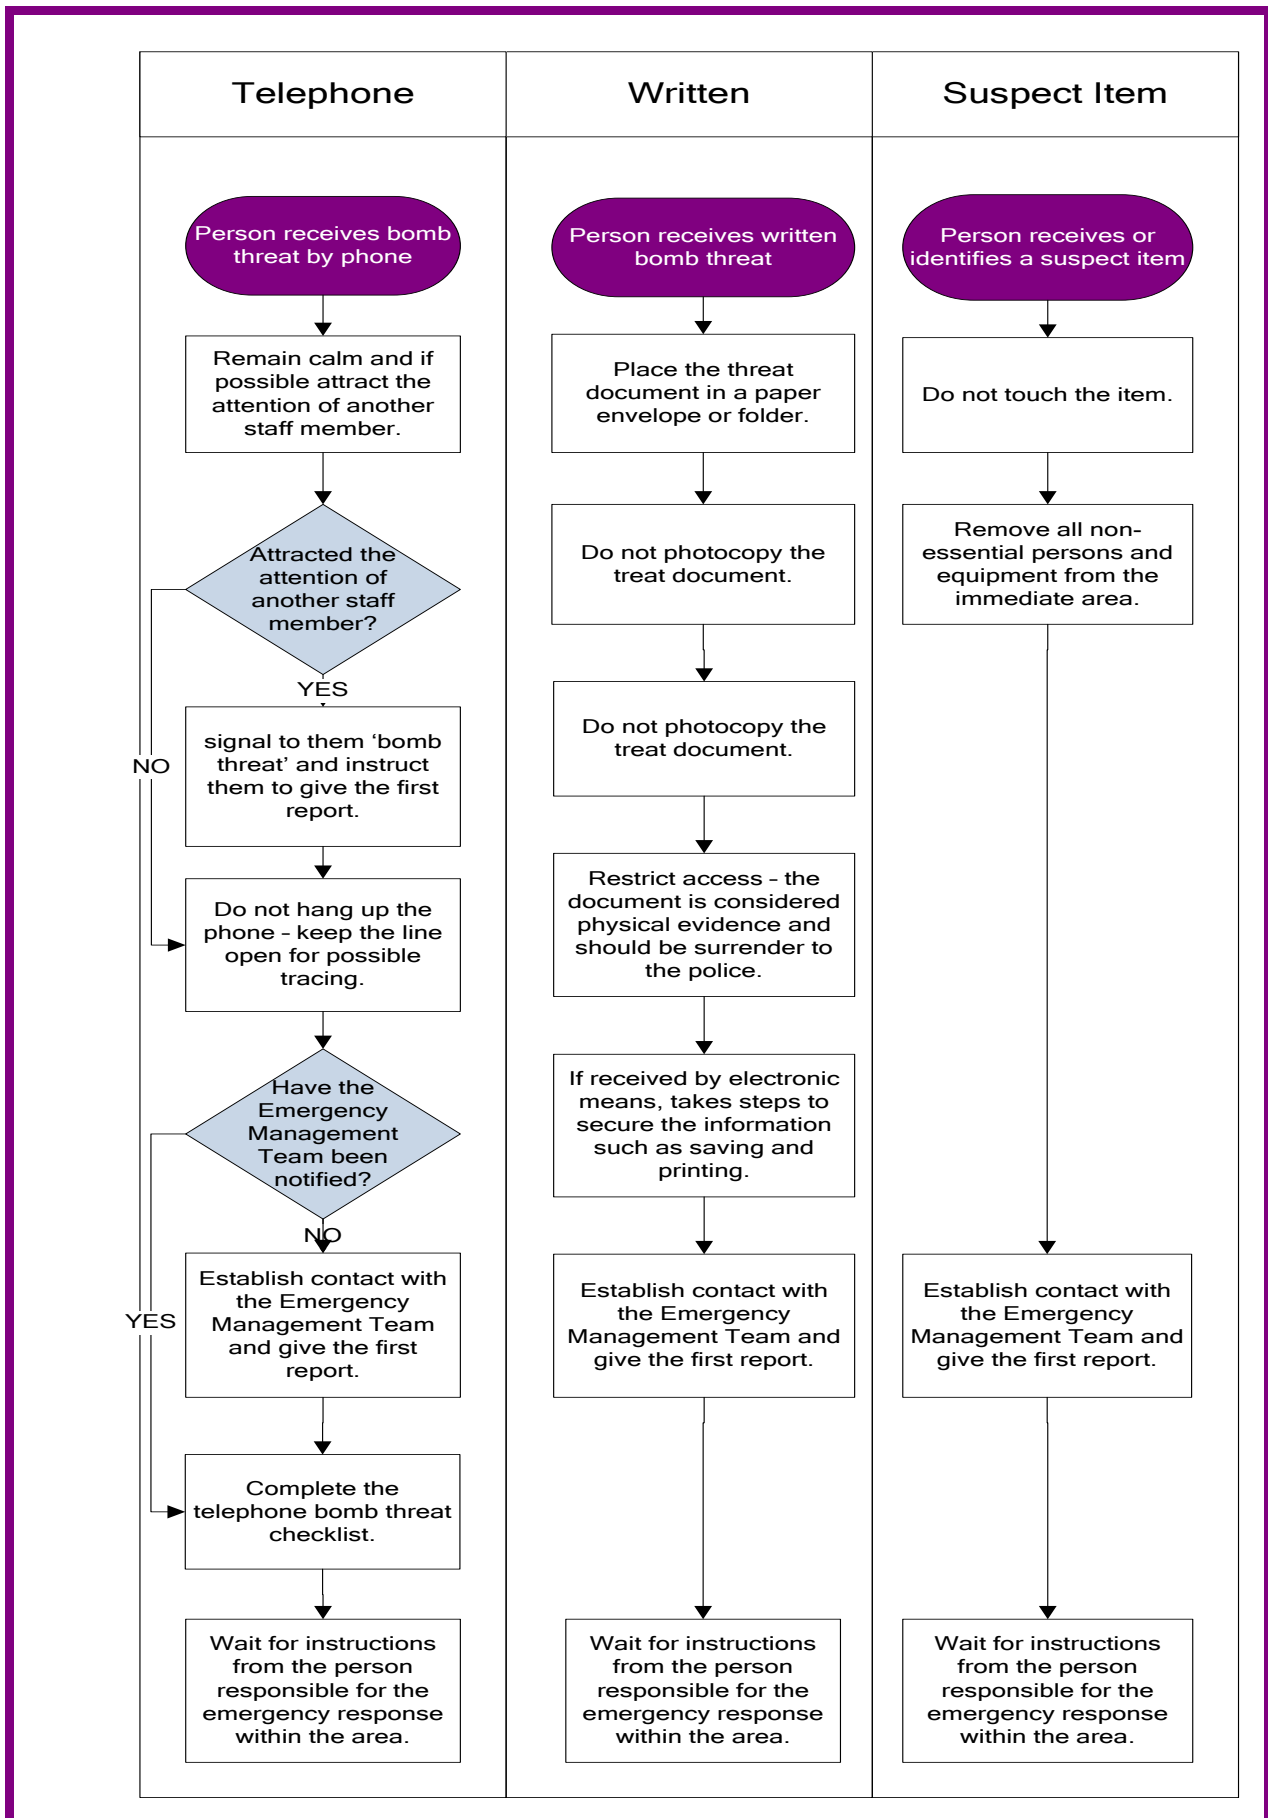 Telephone
Written
Suspect Item
Person receives bomb
threat by phone
Remain calm and if
possible attract the
attention of another
staff member.
Attracted the
attention of
another staff
member?
YES
NO
signal to them ‘bomb
threat’ and instruct
them to give the first
report.
Do not hang up the
phone – keep the line
open for possible
tracing.
Have the
Emergency
Management
Team been
notified?
NO
YES
Establish contact with
the Emergency
Management Team
and give the first
report.
Complete the
telephone bomb threat
checklist.
Wait for instructions
from the person
responsible for the
emergency response
within the area.
Person receives written
bomb threat
Place the threat
document in a paper
envelope or folder.
Do not photocopy the
treat document.
Do not photocopy the
treat document.
Restrict access – the
document is considered
physical evidence and
should be surrender to
the police.
If received by electronic
means, takes steps to
secure the information
such as saving and
printing.
Establish contact with
the Emergency
Management Team and
give the first report.
Wait for instructions
from the person
responsible for the
emergency response
within the area.
Person receives or
identifies a suspect item
Do not touch the item.
Remove all non-
essential persons and
equipment from the
immediate area.
Establish contact with
the Emergency
Management Team and
give the first report.
Wait for instructions
from the person
responsible for the
emergency response
within the area.